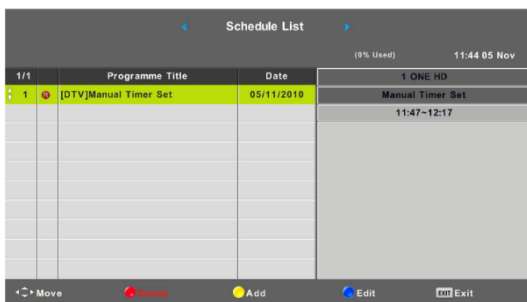 Schedule List
(0% Used) 11:44 05 Nov
1/1 Programme Title Date 1 ONE HD
1 R [DTV]Manual Timer Set 05/11/2010 Manual Timer Set
11:47~12:17
Move Delete Add Edit EXIT Exit